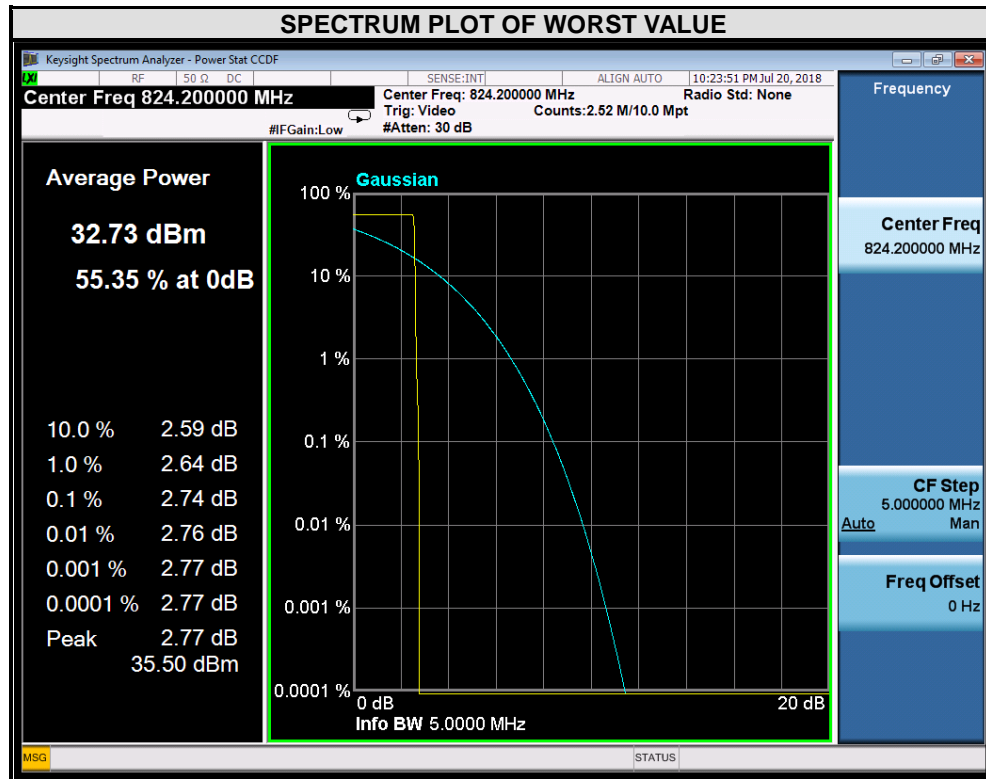 SPECTRUM PLOT OF WORST VALUE
Keysight Spectrum Analyzer - Power Stat CCDF
LXI RF 50 Ω DC SENSE:INT ALIGN AUTO 10:23:51 PM Jul 20, 2018
Center Freq 824.200000 MHz
Center Freq: 824.200000 MHz Radio Std: None
Trig: Video Counts:2.52 M/10.0 Mpt
#IFGain:Low #Atten: 30 dB
Frequency
Average Power
32.73 dBm
55.35 % at 0dB
10.0 % 2.59 dB
1.0 % 2.64 dB
0.1 % 2.74 dB
0.01 % 2.76 dB
0.001 % 2.77 dB
0.0001 % 2.77 dB
Peak 2.77 dB
35.50 dBm
Gaussian
100 %
10 %
1 %
0.1 %
0.01 %
0.001 %
0.0001 %
0 dB 20 dB
Info BW 5.0000 MHz
Center Freq
824.200000 MHz
CF Step
5.000000 MHz
Auto Man
Freq Offset
0 Hz
MSG STATUS